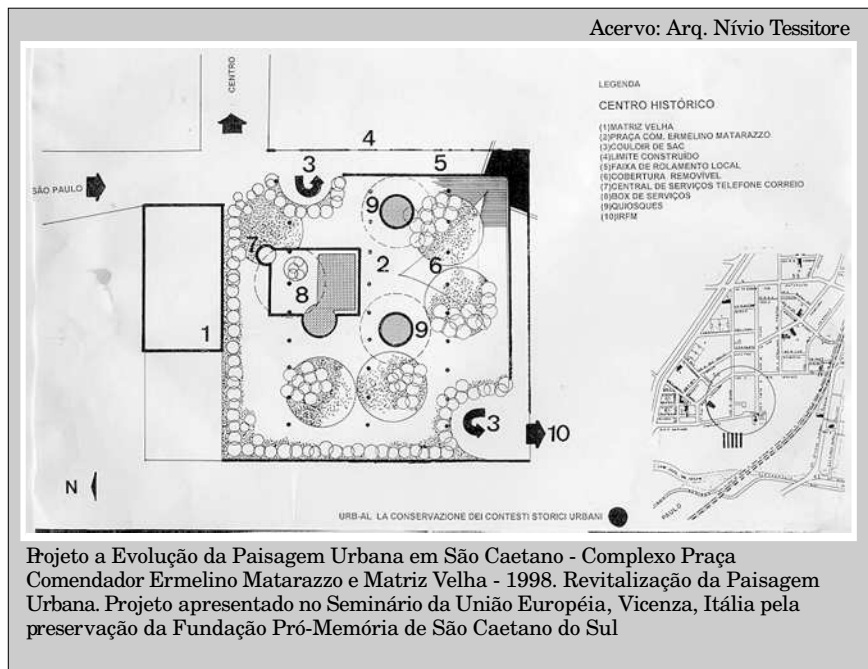 Acervo: Arq. Nívio Tessitore
CENTRO
4
LEGENDA
CENTRO HISTÓRICO
(1)MATRIZ VELHA
(2)PRAÇA COM. ERMELINO MATARAZZO
(3)COULOIR DE SAC
(4)LIMITE CONSTRUÍDO
(5)FAIXA DE ROLAMENTO LOCAL
(6)COBERTURA REMOVÍVEL
(7)CENTRAL DE SERVIÇOS TELEFONE CORREIO
(8)BOX DE SERVIÇOS
(9)QUIOSQUES
(10)IRFM
3
5
SÃO PAULO
9
7
2
6
8
1
9
3
10
N
PAULO
URB-AL LA CONSERVAZIONE DEI CONTESTI STORICI URBANI
Projeto a Evolução da Paisagem Urbana em São Caetano - Complexo Praça
Comendador Ermelino Matarazzo e Matriz Velha - 1998. Revitalização da Paisagem
Urbana. Projeto apresentado no Seminário da União Européia, Vicenza, Itália pela
preservação da Fundação Pró-Memória de São Caetano do Sul